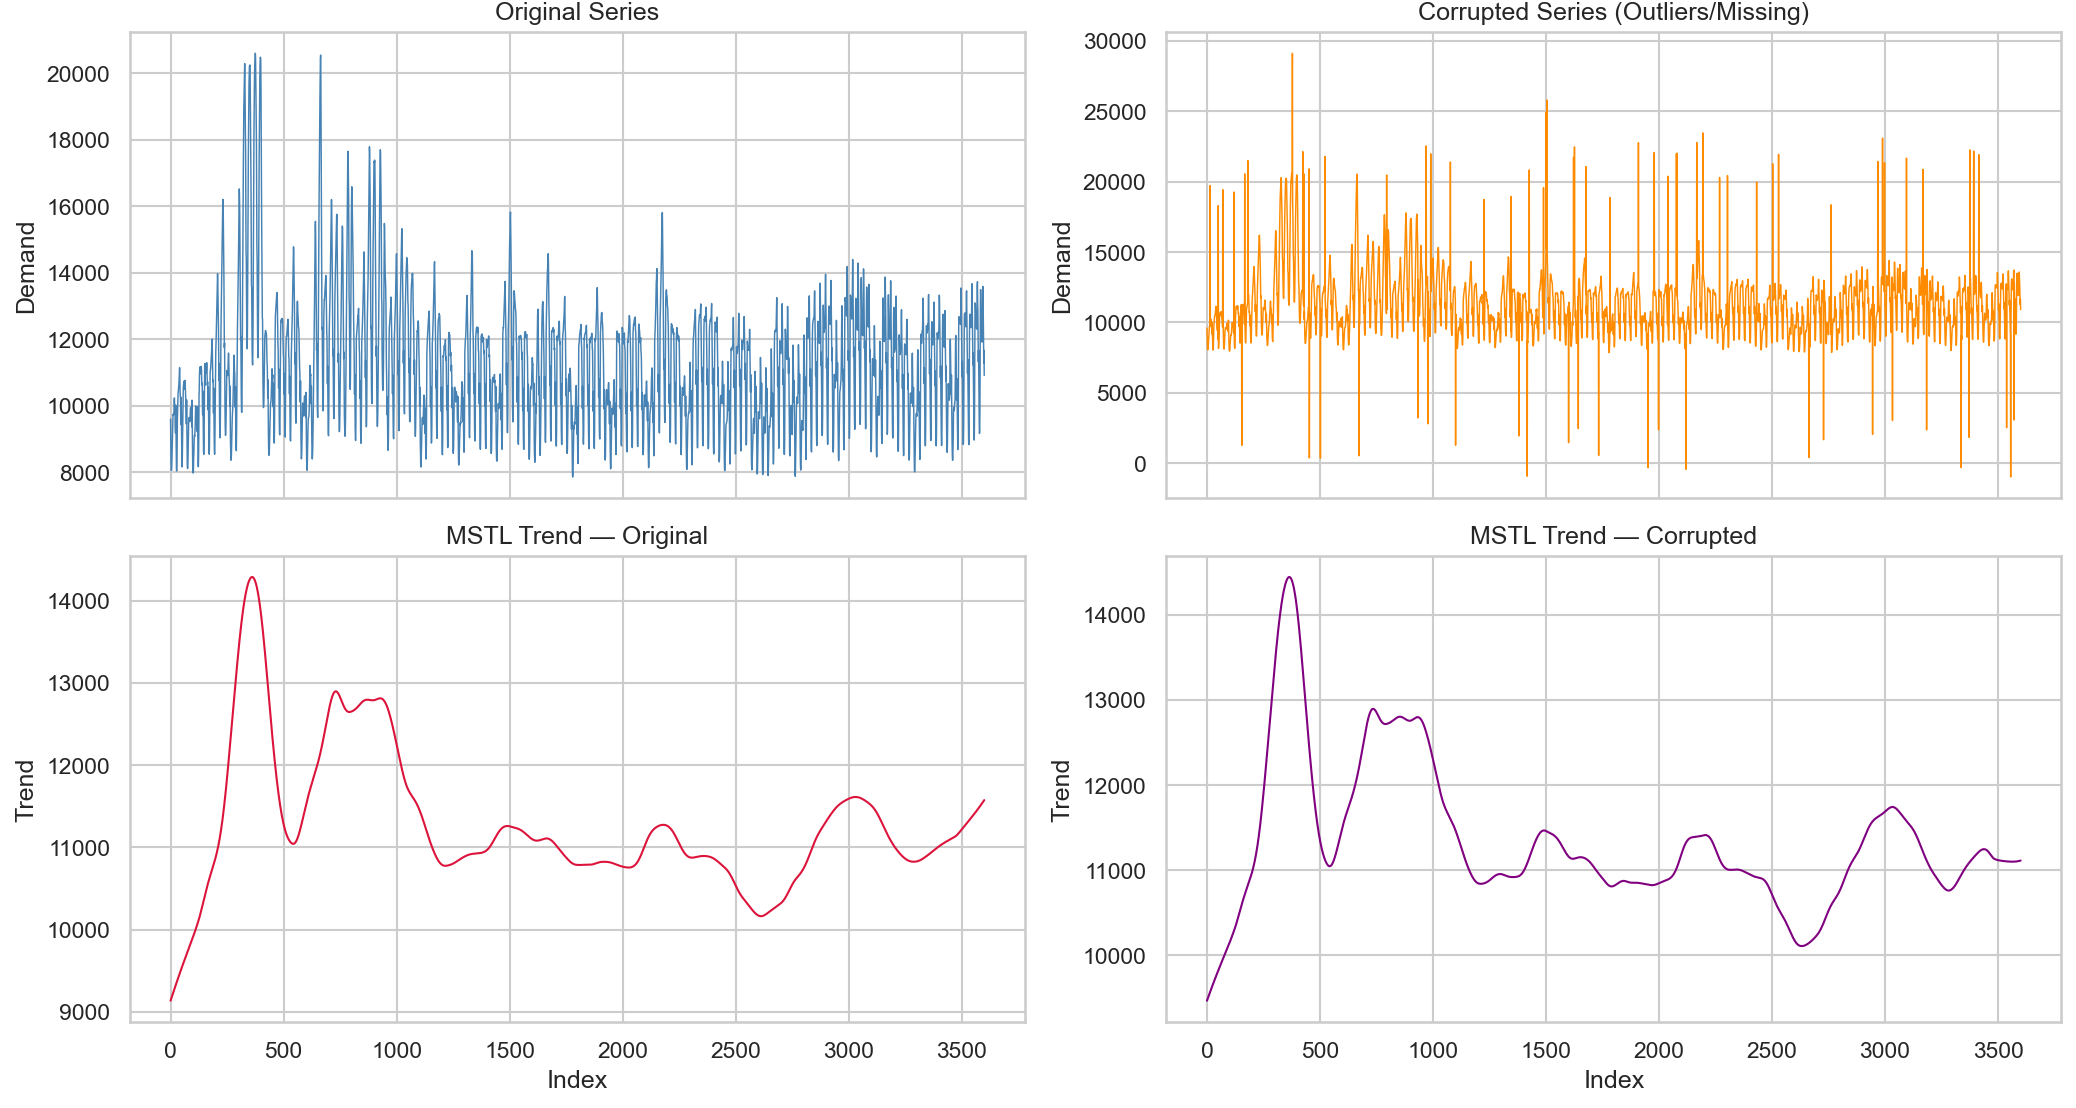 Original Series
Corrupted Series (Outliers/Missing)
20000
18000
16000
14000
12000
10000
8000
Demand
30000
25000
20000
15000
10000
5000
0
Demand
MSTL Trend — Original
MSTL Trend — Corrupted
14000
13000
12000
11000
10000
9000
Trend
0 500 1000 1500 2000 2500 3000 3500
Index
14000
13000
12000
11000
10000
Trend
0 500 1000 1500 2000 2500 3000 3500
Index